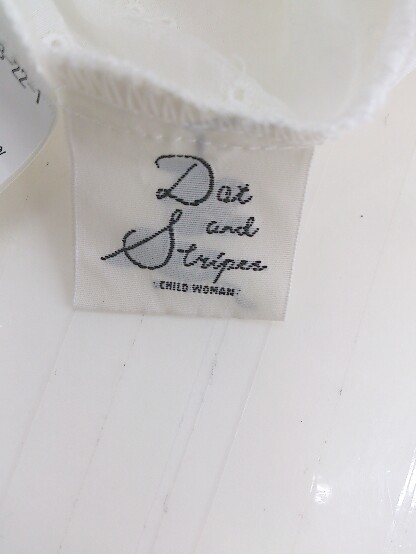 Dot
and
Stripes
CHILD WOMAN